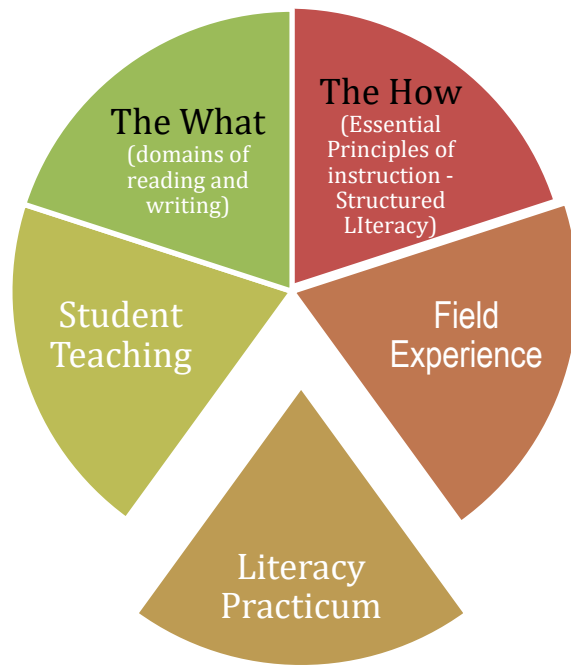 The What
(domains of
reading and
writing)
The How
(Essential
Principles of
instruction -
Structured
LIteracy)
Student
Teaching
Field
Experience
Literacy
Practicum